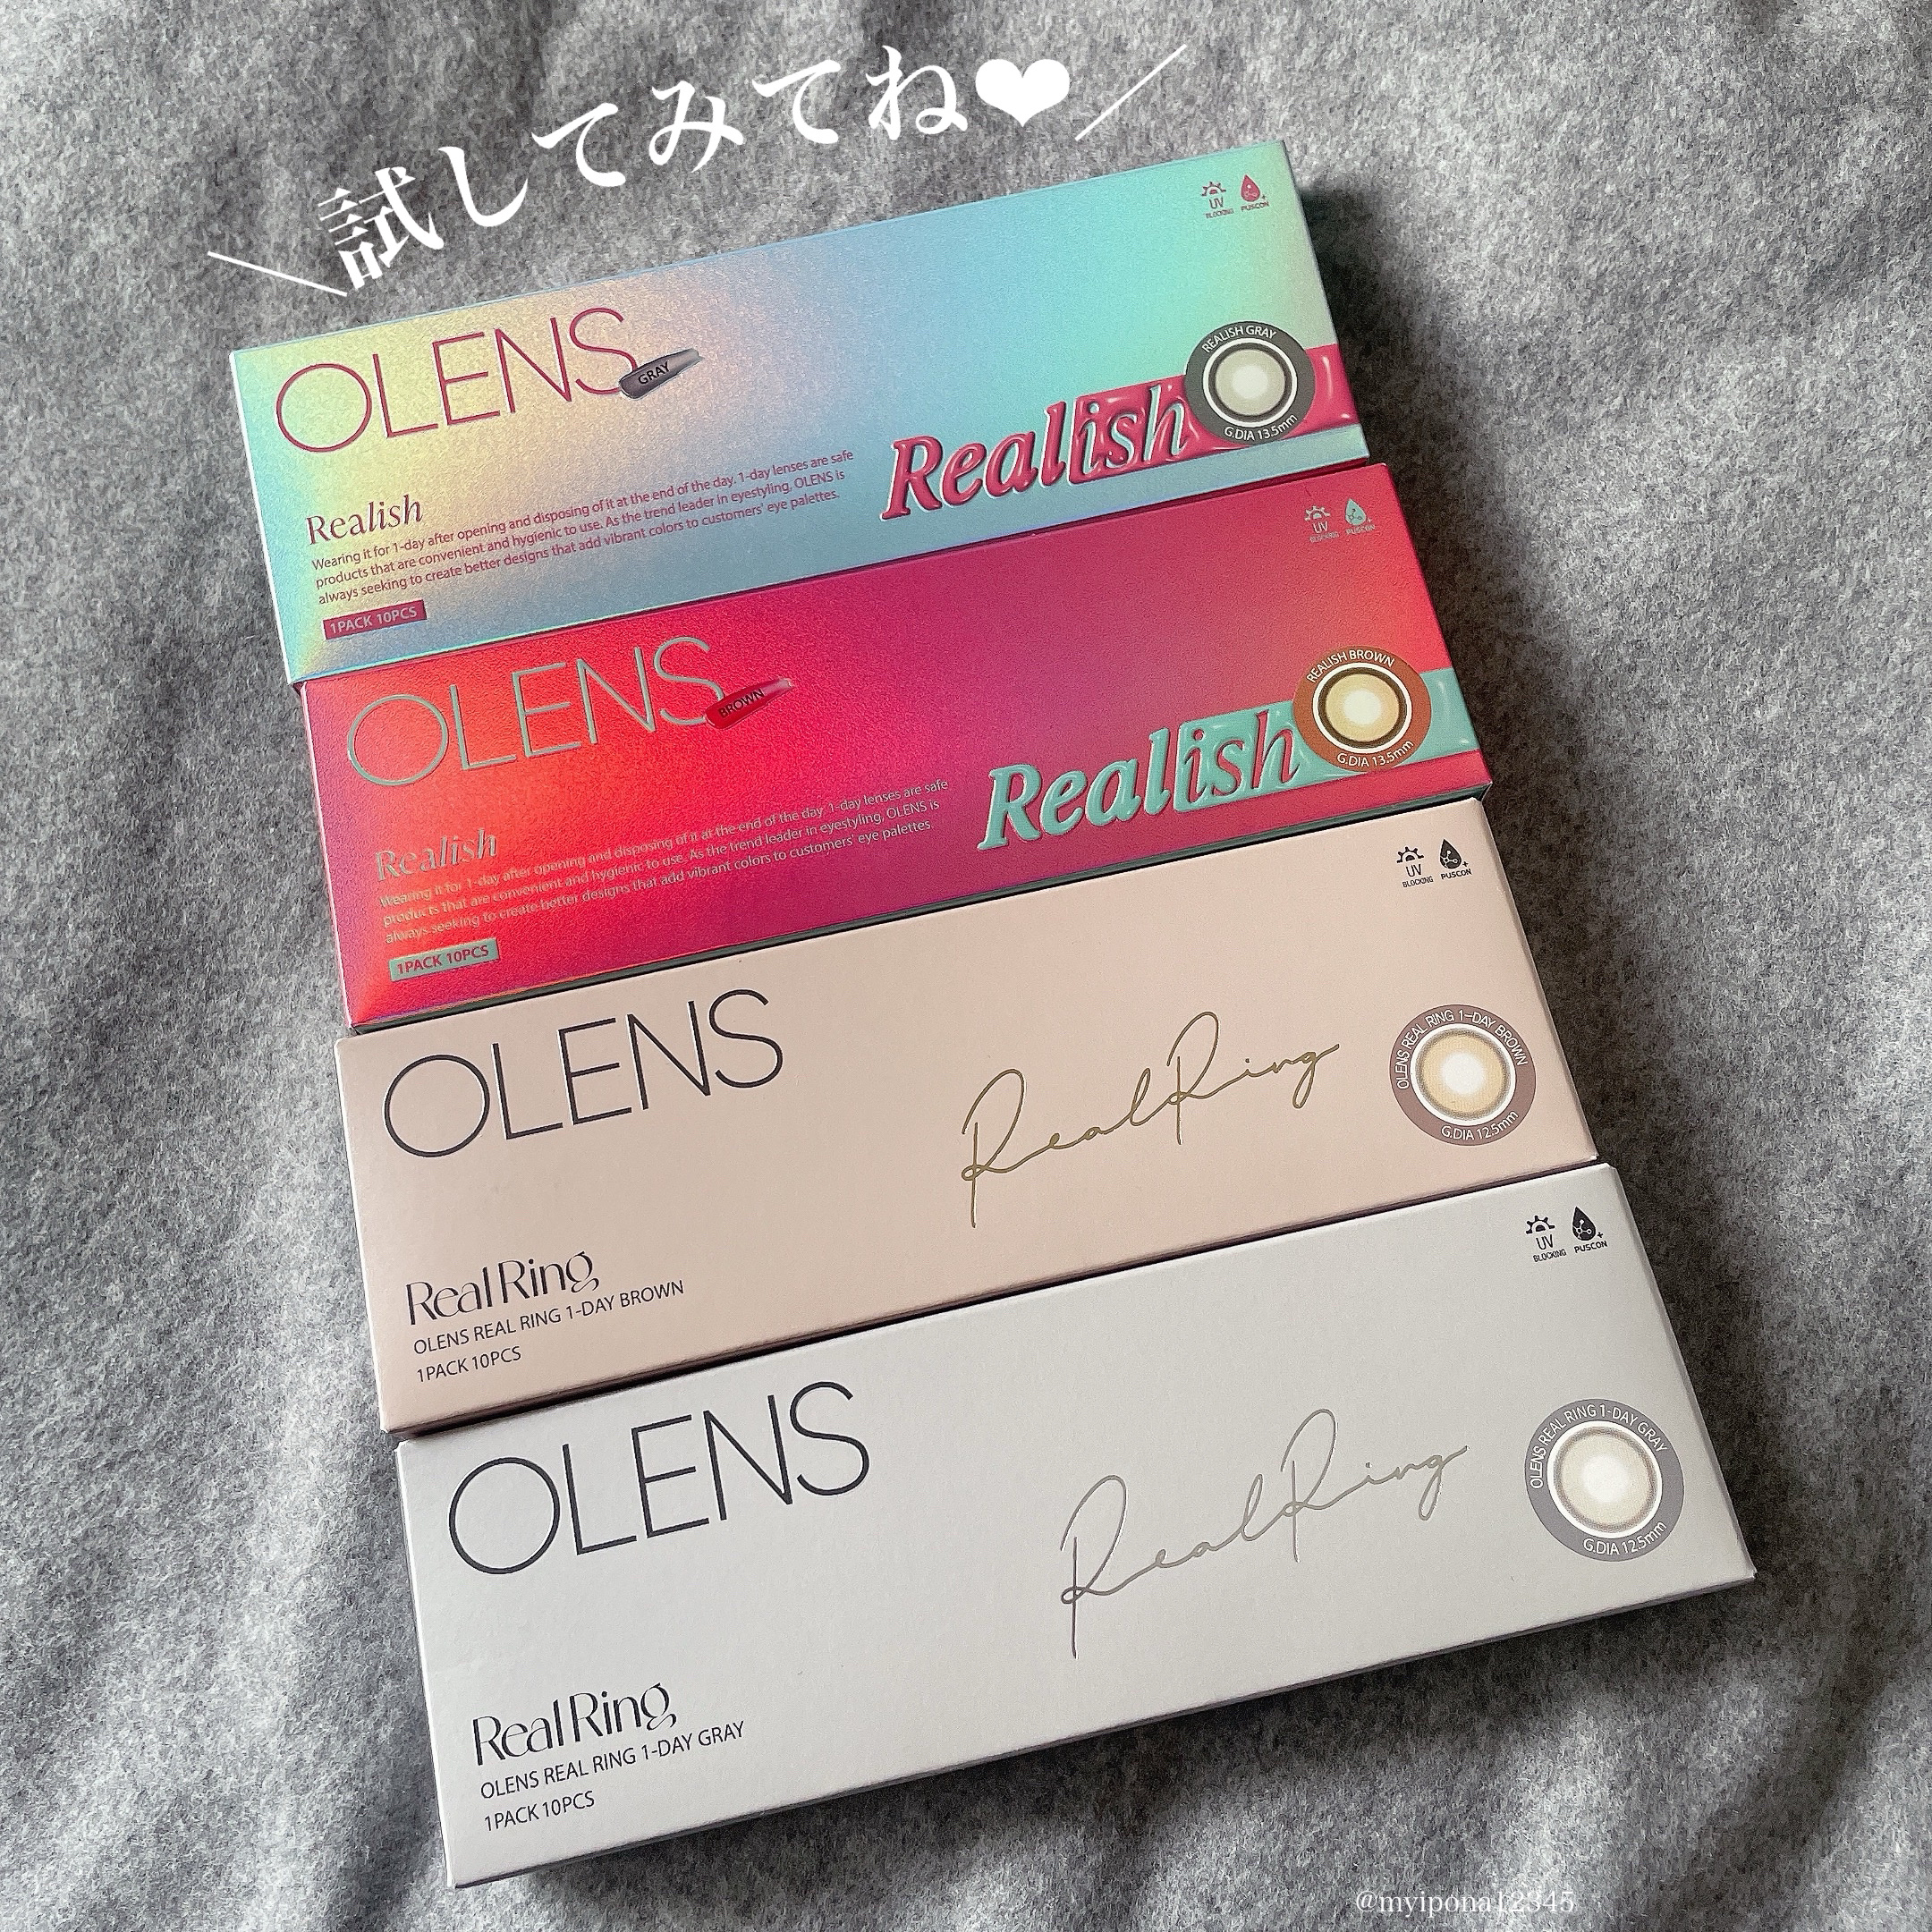 ＼試してみてね❤／
UV
BLOCKING
PUSCON
OLENS
GRAY
REALISH GRAY
G.DIA 13.5mm
Realish
Realish
Wearing it for 1-day after opening and disposing of it at the end of the day. 1-day lenses are safe
products that are convenient and hygienic to use. As the trend leader in eyestyling, OLENS is
always seeking to create better designs that add vibrant colors to customers' eye palettes.
1PACK 10PCS
UV
BLOCKING
PUSCON
OLENS
BROWN
REALISH BROWN
G.DIA 13.5mm
Realish
Realish
Wearing it for 1-day after opening and disposing of it at the end of the day. 1-day lenses are safe
products that are convenient and hygienic to use. As the trend leader in eyestyling, OLENS is
always seeking to create better designs that add vibrant colors to customers' eye palettes.
1PACK 10PCS
UV
BLOCKING
PUSCON
OLENS
RealRing
OLENS REAL RING 1-DAY BROWN
G.DIA 12.5mm
RealRing
OLENS REAL RING 1-DAY BROWN
1PACK 10PCS
UV
BLOCKING
PUSCON
OLENS
RealRing
OLENS REAL RING 1-DAY GRAY
G.DIA 12.5mm
RealRing
OLENS REAL RING 1-DAY GRAY
1PACK 10PCS
@myipona12345